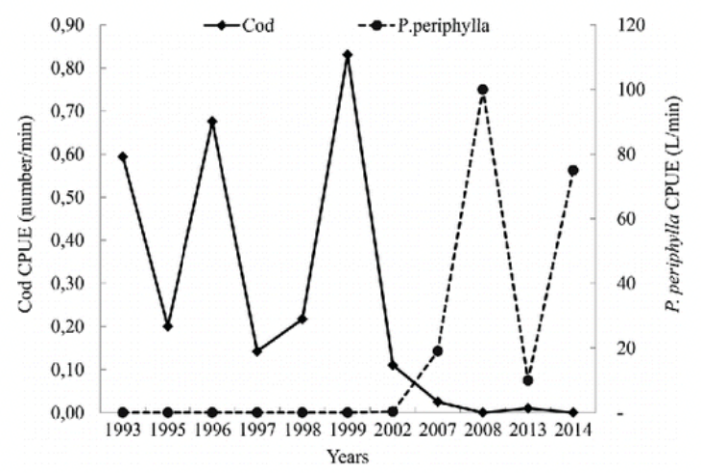 Cod
P.periphylla
0,90
0,80
0,70
0,60
0,50
0,40
0,30
0,20
0,10
0,00
Cod CPUE (number/min)
120
100
80
60
40
20
-
P. periphylla CPUE (L/min)
1993 1995 1996 1997 1998 1999 2002 2007 2008 2013 2014
Years